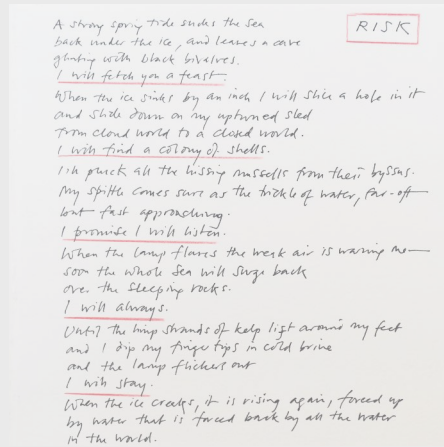 RISK
A strong spring tide sucks the sea
back under the ice, and leaves a cave
glinting with black bivalves.
I will fetch you a feast.
When the ice sinks by an inch I will slice a hole in it
and slide down on my upturned sled
from cloud world to a closed world.
I will find a colony of shells.
I'll pluck all the hissing mussells from their byssus.
My spittle comes sure as the trickle of water, far-off
but fast approaching.
I promise I will listen.
When the lamp flares the weak air is warning me—
soon the whole sea will surge back
over the sleeping rocks.
I will always.
Until the limp strands of kelp lift around my feet
and I dip my fingertips in cold brine
and the lamp flickers out
I will stay.
When the ice creaks, it is rising again, forced up
by water that is forced back by all the water
in the world.